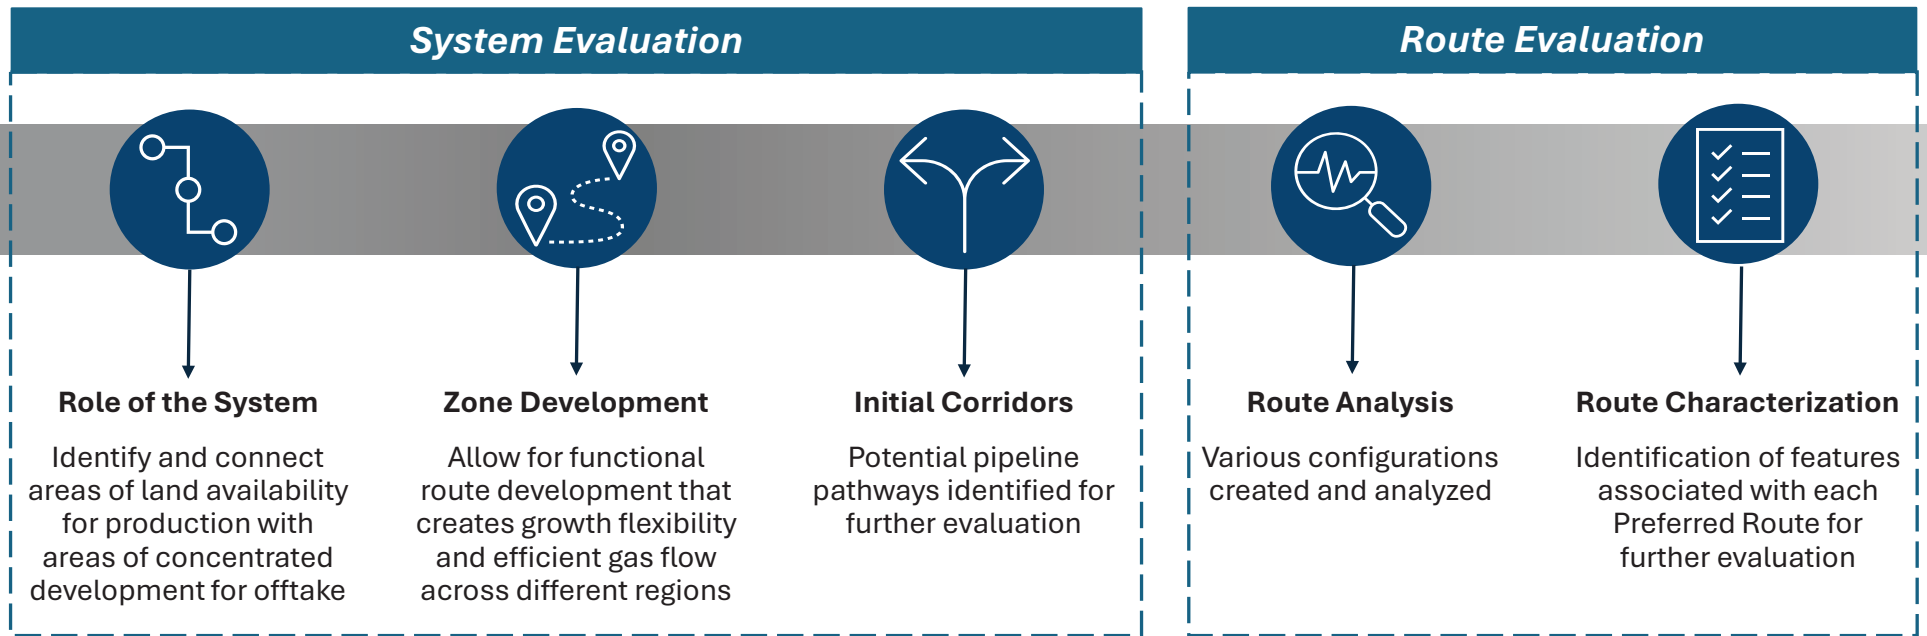 System Evaluation
Role of the System
Identify and connect
areas of land availability
for production with
areas of concentrated
development for offtake
Zone Development
Allow for functional
route development that
creates growth flexibility
and efficient gas flow
across different regions
Initial Corridors
Potential pipeline
pathways identified for
further evaluation
Route Evaluation
Route Analysis
Various configurations
created and analyzed
Route Characterization
Identification of features
associated with each
Preferred Route for
further evaluation